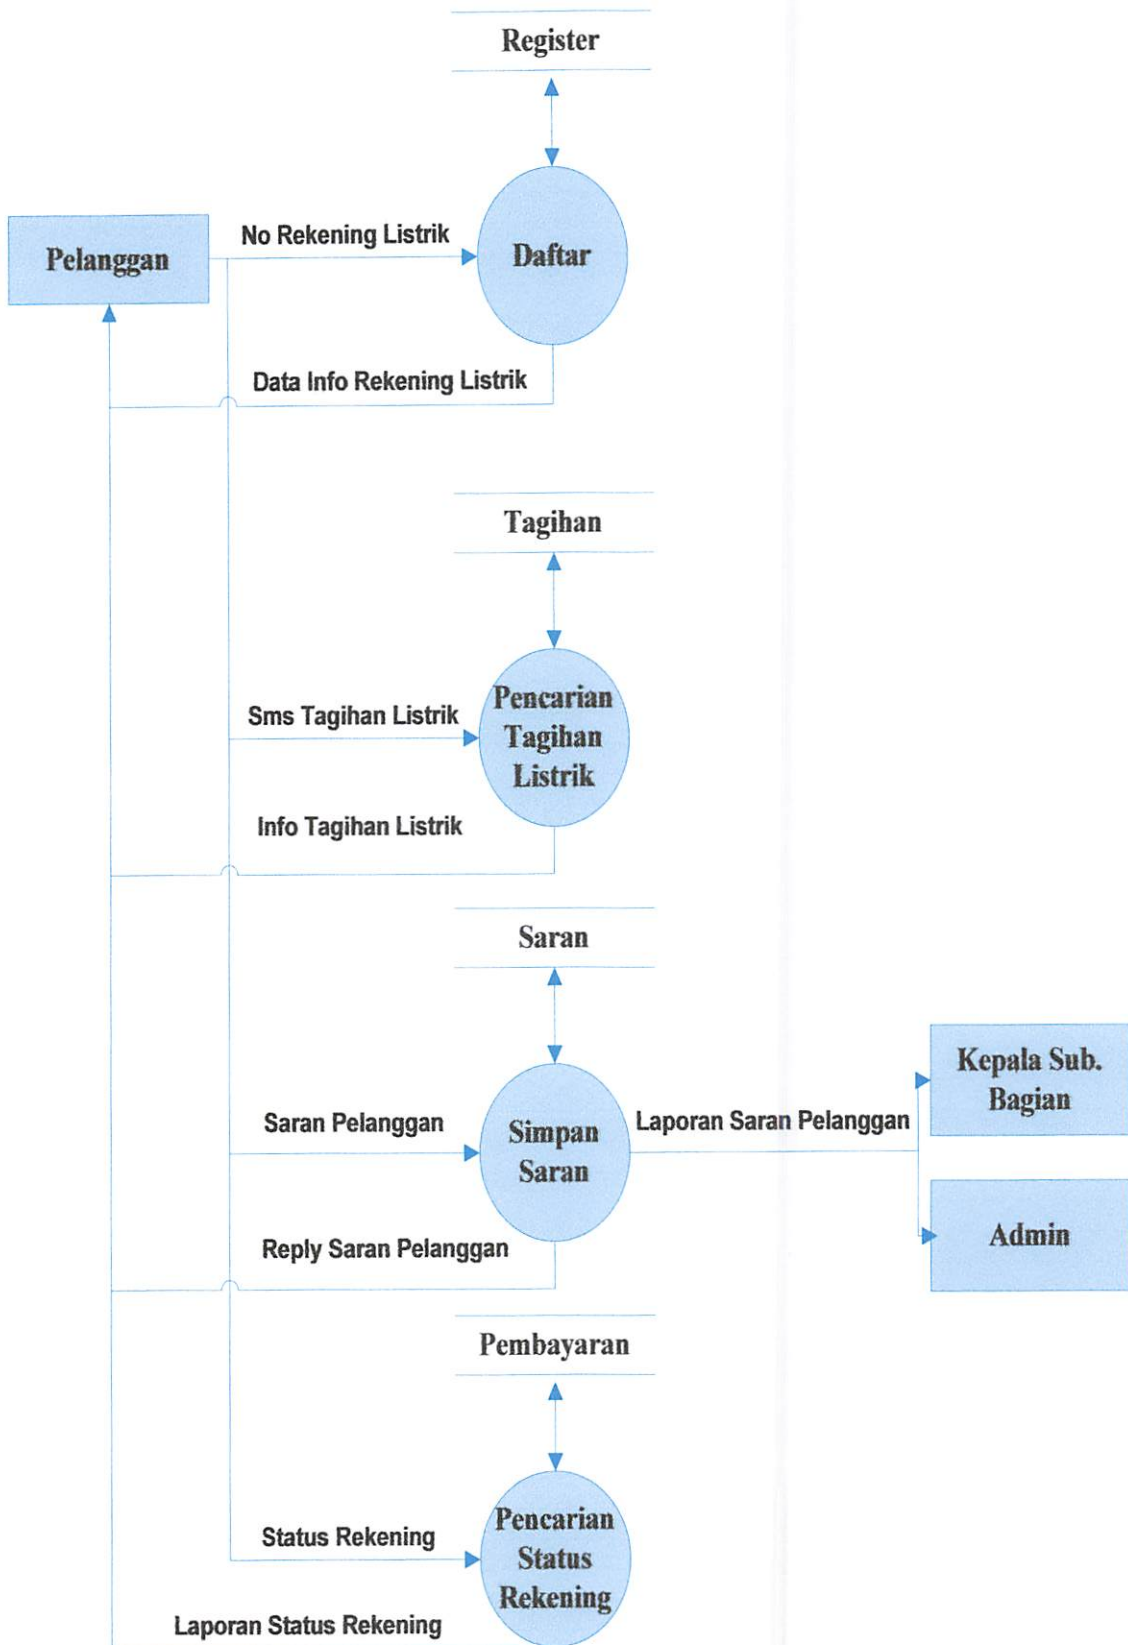 Register
No Rekening Listrik
Pelanggan
Daftar
Data Info Rekening Listrik
Tagihan
Sms Tagihan Listrik
Pencarian
Tagihan
Listrik
Info Tagihan Listrik
Saran
Saran Pelanggan
Simpan
Saran
Laporan Saran Pelanggan
Kepala Sub.
Bagian
Admin
Reply Saran Pelanggan
Pembayaran
Status Rekening
Pencarian
Status
Rekening
Laporan Status Rekening